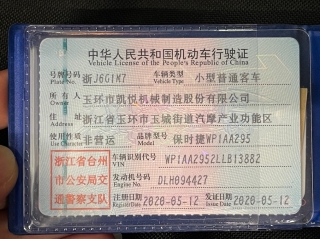 中华人民共和国机动车行驶证
Vehicle License of the People's Republic of China
号牌号码 浙J6G1M7 车辆类型 小型普通客车
Plate No. Vehicle Type
所有人 玉环市凯悦机械制造股份有限公司
Owner
住址 浙江省玉环市玉城街道汽摩产业功能区
Address
使用性质 非营运 品牌型号 保时捷WP1AA295
Use Character Model
浙江省台州市公安局交通警察支队
车辆识别代号 WP1AA2952LLB13882
VIN
发动机号码 DLH094427
Engine No.
注册日期 2020-05-12 发证日期 2020-05-12
Register Date Issue Date